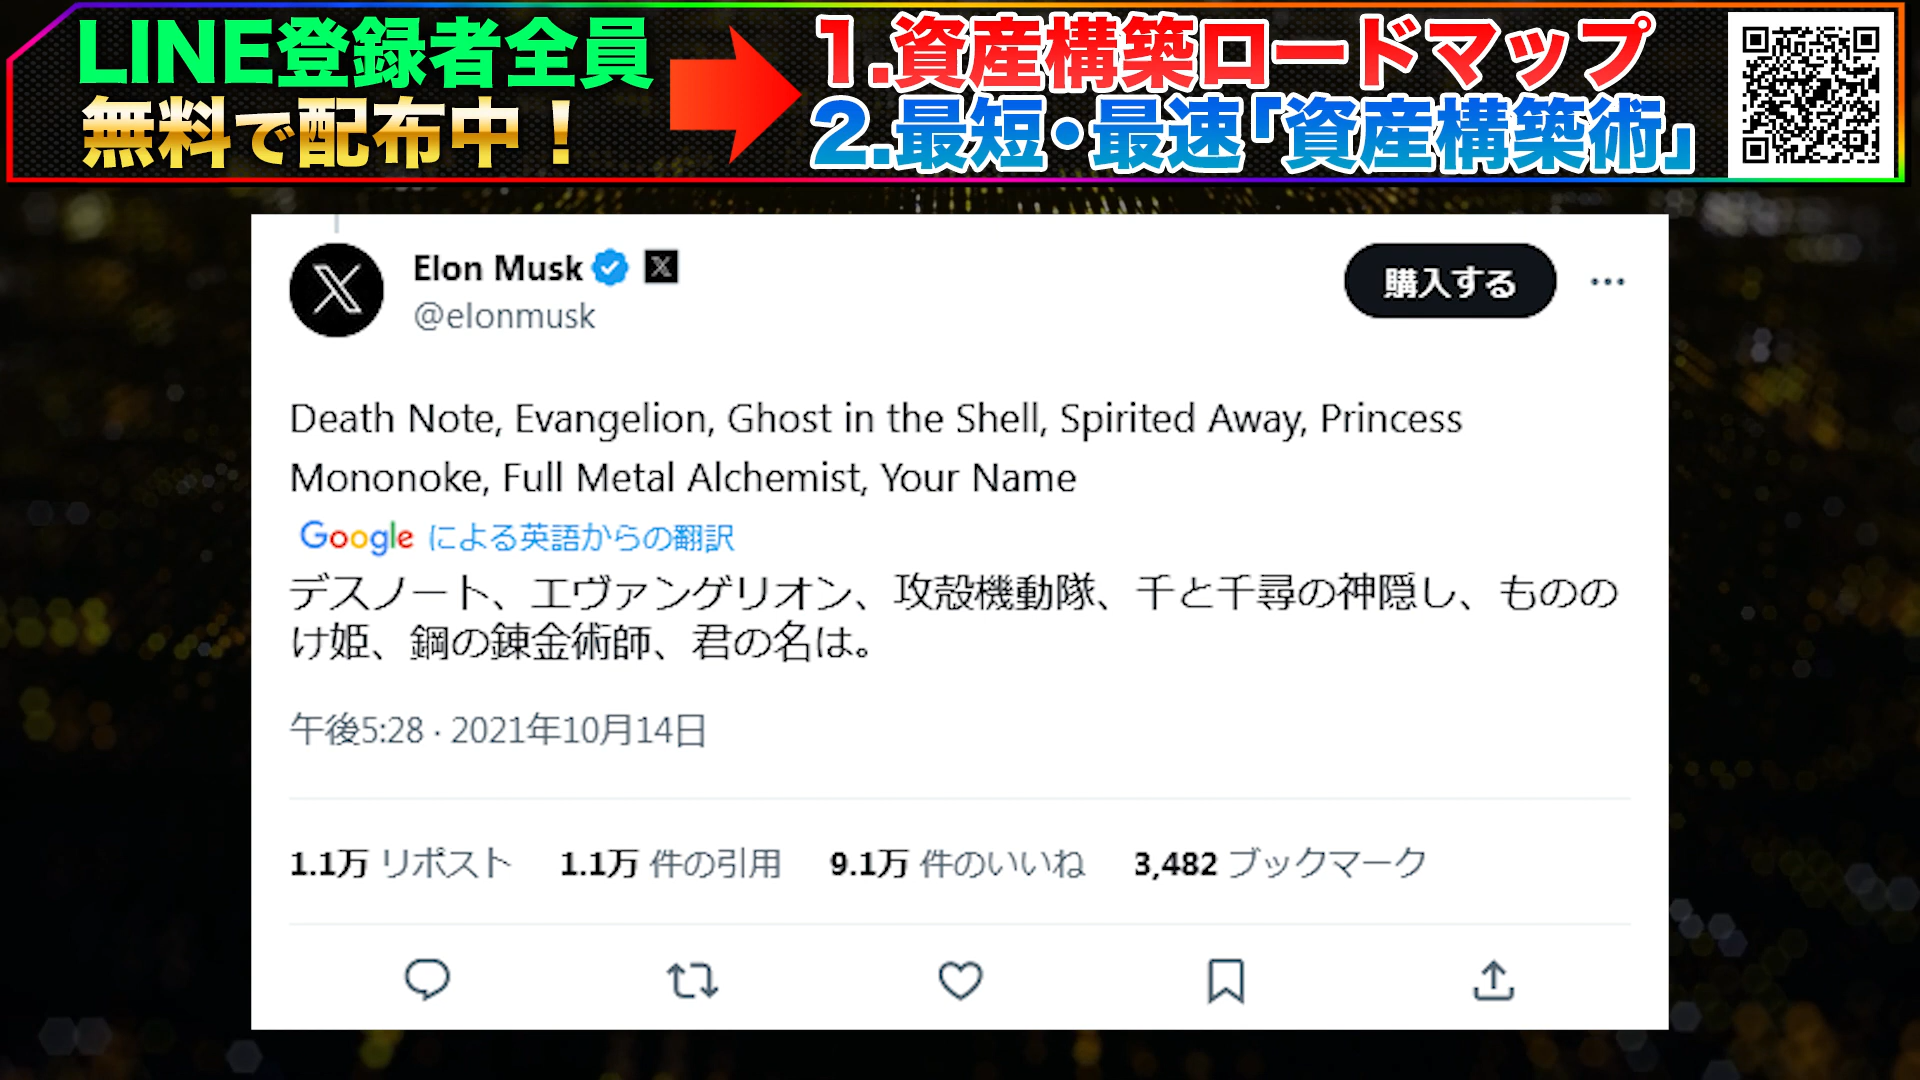 LINE登録者全員
無料で配布中！
1.資産構築ロードマップ
2.最短・最速「資産構築術」
Elon Musk
@elonmusk
購入する
Death Note, Evangelion, Ghost in the Shell, Spirited Away, Princess
Mononoke, Full Metal Alchemist, Your Name
Google による英語からの翻訳
デスノート、エヴァンゲリオン、攻殻機動隊、千と千尋の神隠し、ものの
け姫、鋼の錬金術師、君の名は。
午後5:28 · 2021年10月14日
1.1万 リポスト 1.1万 件の引用 9.1万 件のいいね 3,482 ブックマーク